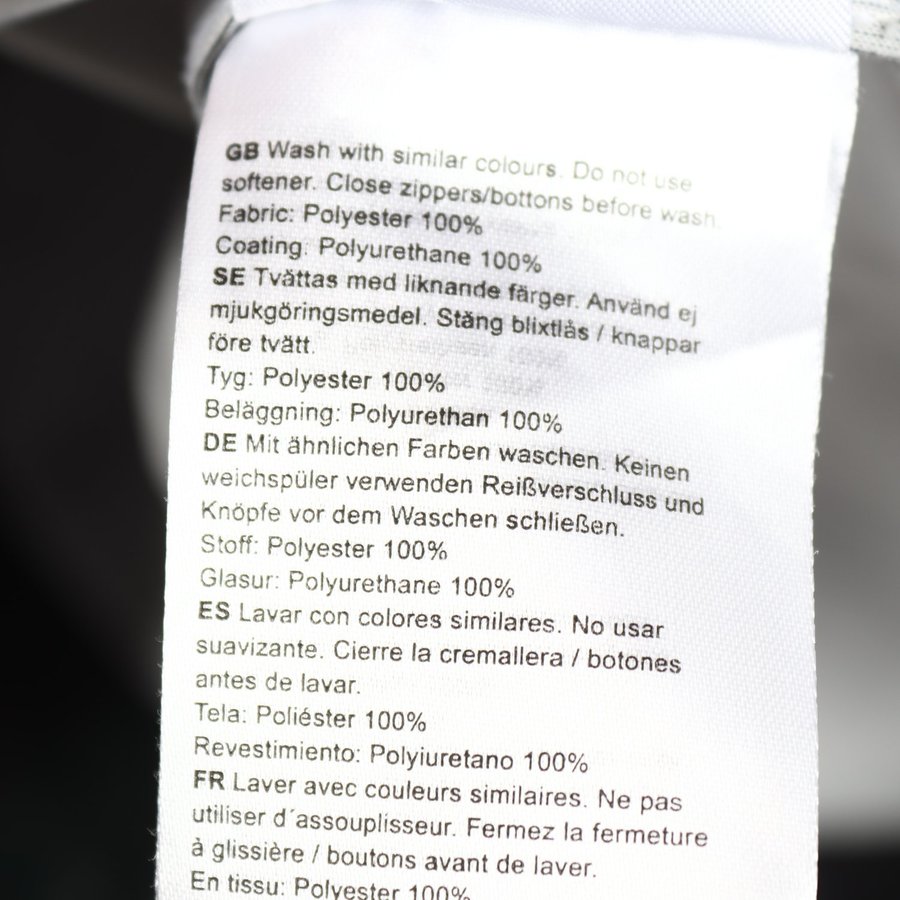 GB Wash with similar colours. Do not use
softener. Close zippers/bottons before wash.
Fabric: Polyester 100%
Coating: Polyurethane 100%
SE Tvättas med liknande färger. Använd ej
mjukgöringsmedel. Stäng blixtlås / knappar
före tvätt.
Tyg: Polyester 100%
Beläggning: Polyurethan 100%
DE Mit ähnlichen Farben waschen. Keinen
weichspüler verwenden Reißverschluss und
Knöpfe vor dem Waschen schließen.
Stoff: Polyester 100%
Glasur: Polyurethane 100%
ES Lavar con colores similares. No usar
suavizante. Cierre la cremallera / botones
antes de lavar.
Tela: Poliéster 100%
Revestimiento: Polyiuretano 100%
FR Laver avec couleurs similaires. Ne pas
utiliser d´assouplisseur. Fermez la fermeture
à glissière / boutons avant de laver.
En tissu: Polyester 100%